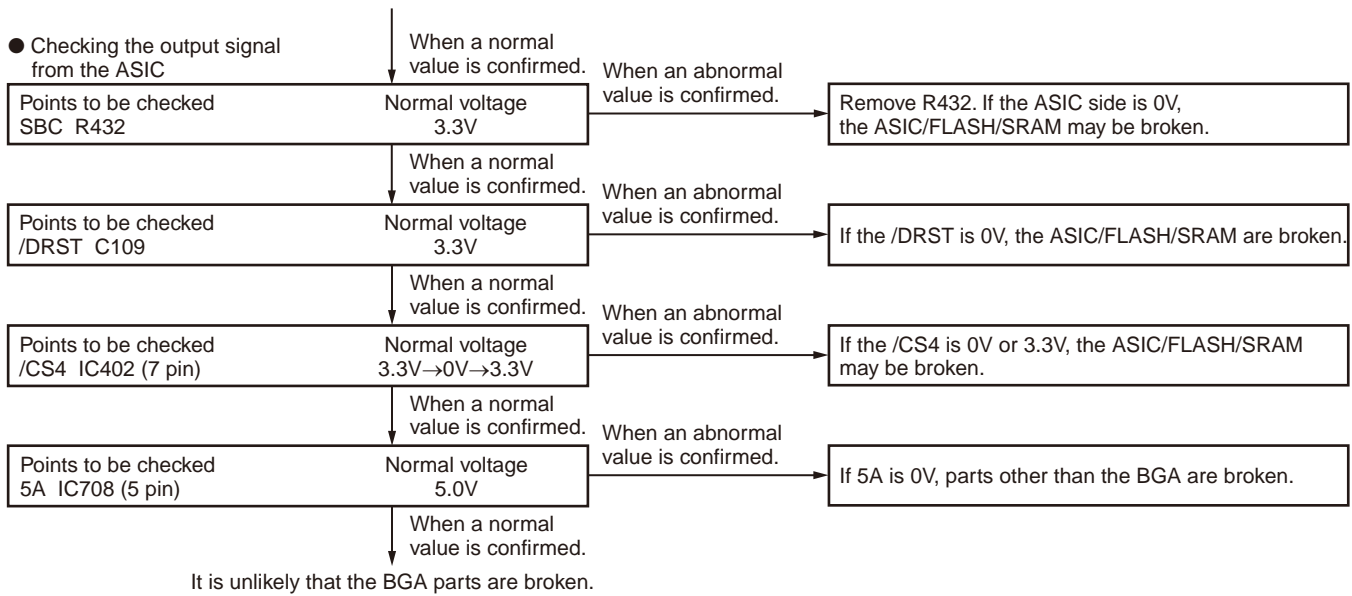 ● Checking the output signal
from the ASIC
When a normal
value is confirmed.
Points to be checked Normal voltage
SBC R432 3.3V
When an abnormal
value is confirmed.
Remove R432. If the ASIC side is 0V,
the ASIC/FLASH/SRAM may be broken.
When a normal
value is confirmed.
Points to be checked Normal voltage
/DRST C109 3.3V
When an abnormal
value is confirmed.
If the /DRST is 0V, the ASIC/FLASH/SRAM are broken.
When a normal
value is confirmed.
Points to be checked Normal voltage
/CS4 IC402 (7 pin) 3.3V→0V→3.3V
When an abnormal
value is confirmed.
If the /CS4 is 0V or 3.3V, the ASIC/FLASH/SRAM
may be broken.
When a normal
value is confirmed.
Points to be checked Normal voltage
5A IC708 (5 pin) 5.0V
When an abnormal
value is confirmed.
If 5A is 0V, parts other than the BGA are broken.
When a normal
value is confirmed.
It is unlikely that the BGA parts are broken.